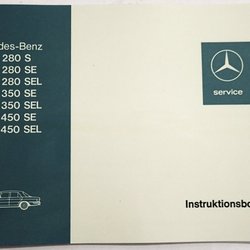 des-Benz
280 S
280 SE
280 SEL
350 SE
350 SEL
450 SE
450 SEL
service
Instruktionsbo